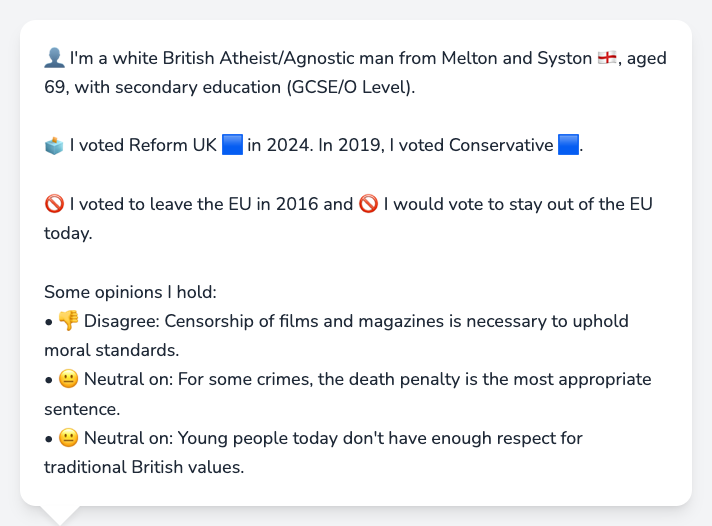 👤 I'm a white British Atheist/Agnostic man from Melton and Syston 🏴󠁧󠁢󠁥󠁮󠁧󠁿, aged
69, with secondary education (GCSE/O Level).
🗳️ I voted Reform UK 🟦 in 2024. In 2019, I voted Conservative 🟦.
🚫 I voted to leave the EU in 2016 and 🚫 I would vote to stay out of the EU
today.
Some opinions I hold:
• 👎 Disagree: Censorship of films and magazines is necessary to uphold
moral standards.
• 😐 Neutral on: For some crimes, the death penalty is the most appropriate
sentence.
• 😐 Neutral on: Young people today don't have enough respect for
traditional British values.